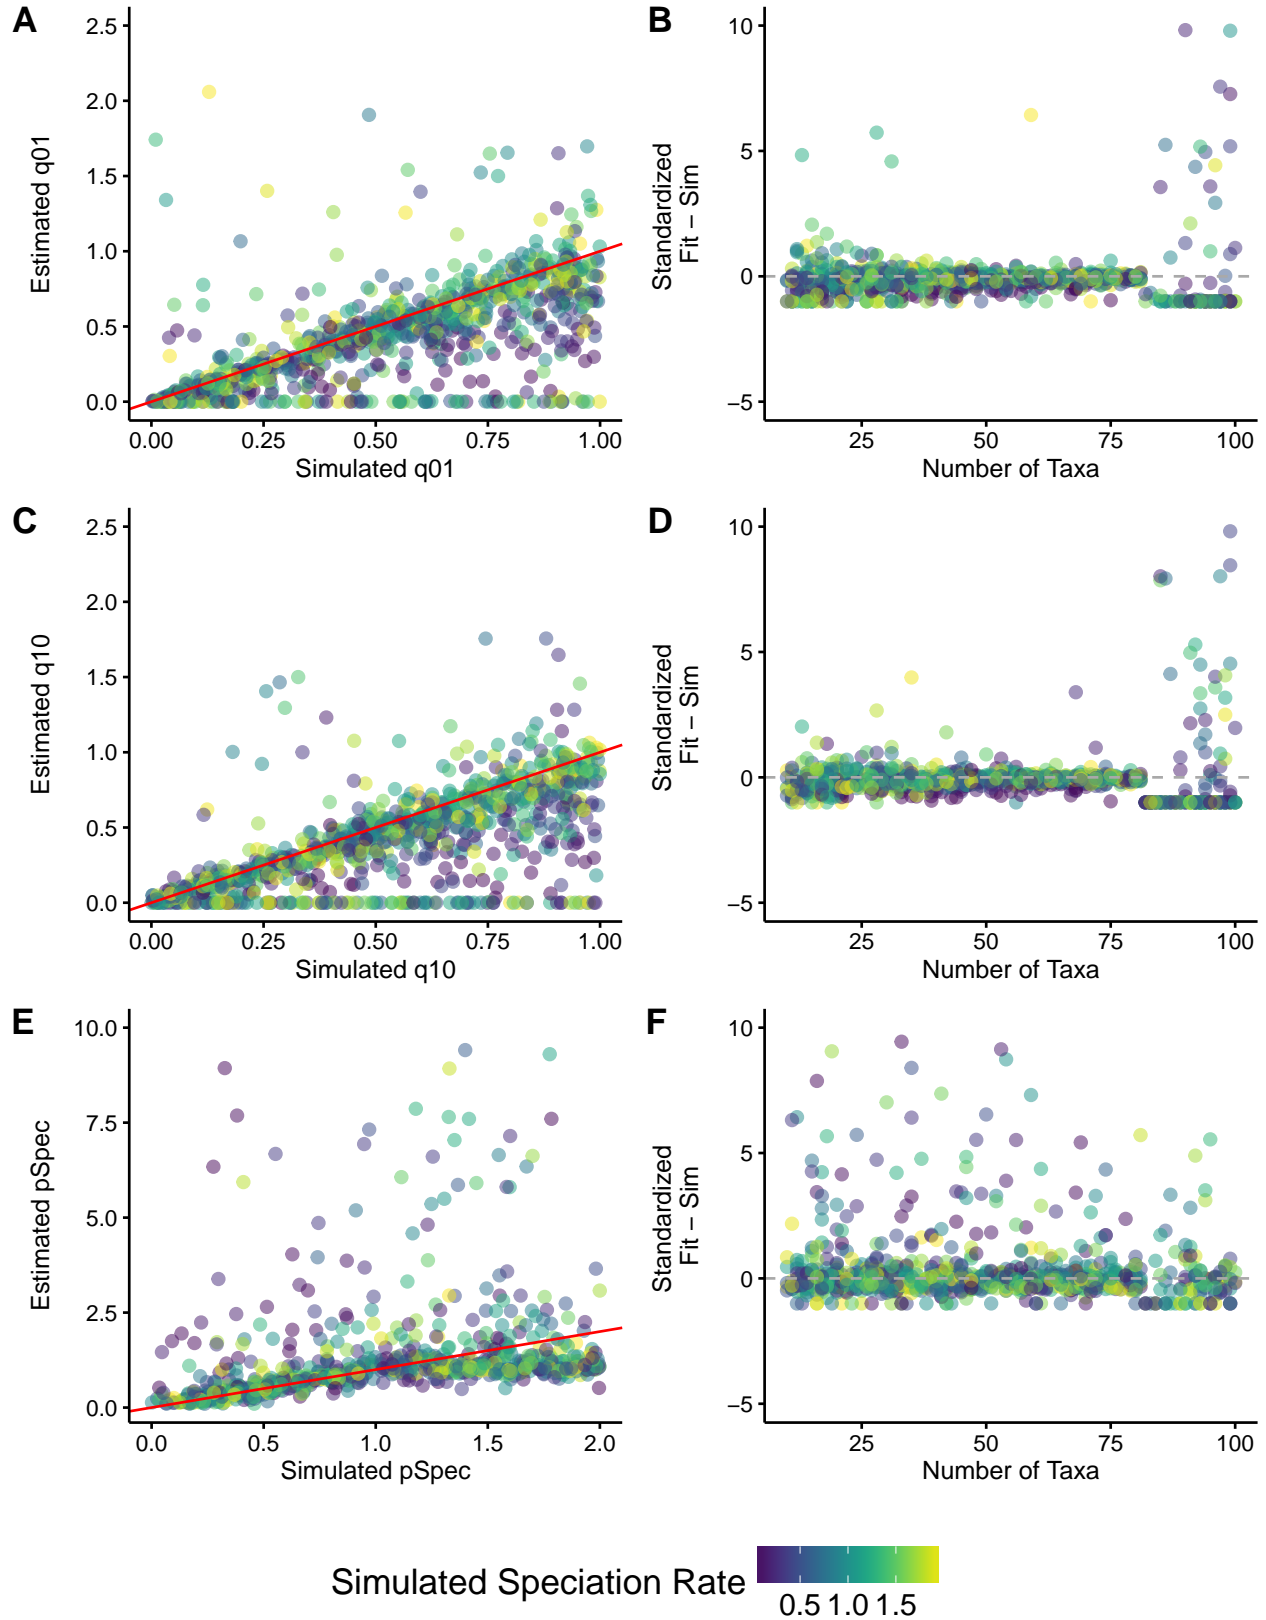 A
2.5
2.0
1.5
1.0
0.5
0.0
Estimated q01
0.00 0.25 0.50 0.75 1.00
Simulated q01
B
10
5
0
−5
Standardized
Fit − Sim
25 50 75 100
Number of Taxa
C
2.5
2.0
1.5
1.0
0.5
0.0
Estimated q10
0.00 0.25 0.50 0.75 1.00
Simulated q10
D
10
5
0
−5
Standardized
Fit − Sim
25 50 75 100
Number of Taxa
E
10.0
7.5
5.0
2.5
0.0
Estimated pSpec
0.0 0.5 1.0 1.5 2.0
Simulated pSpec
F
10
5
0
−5
Standardized
Fit − Sim
25 50 75 100
Number of Taxa
Simulated Speciation Rate
0.5 1.0 1.5